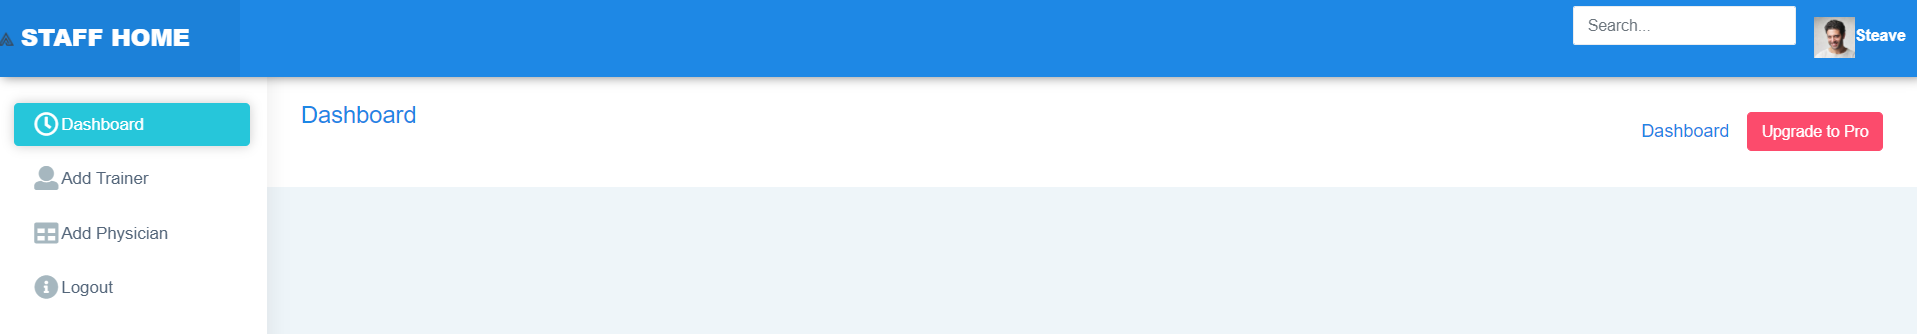 STAFF HOME
Search...
Steave
Dashboard
Add Trainer
Add Physician
Logout
Dashboard
Dashboard
Upgrade to Pro